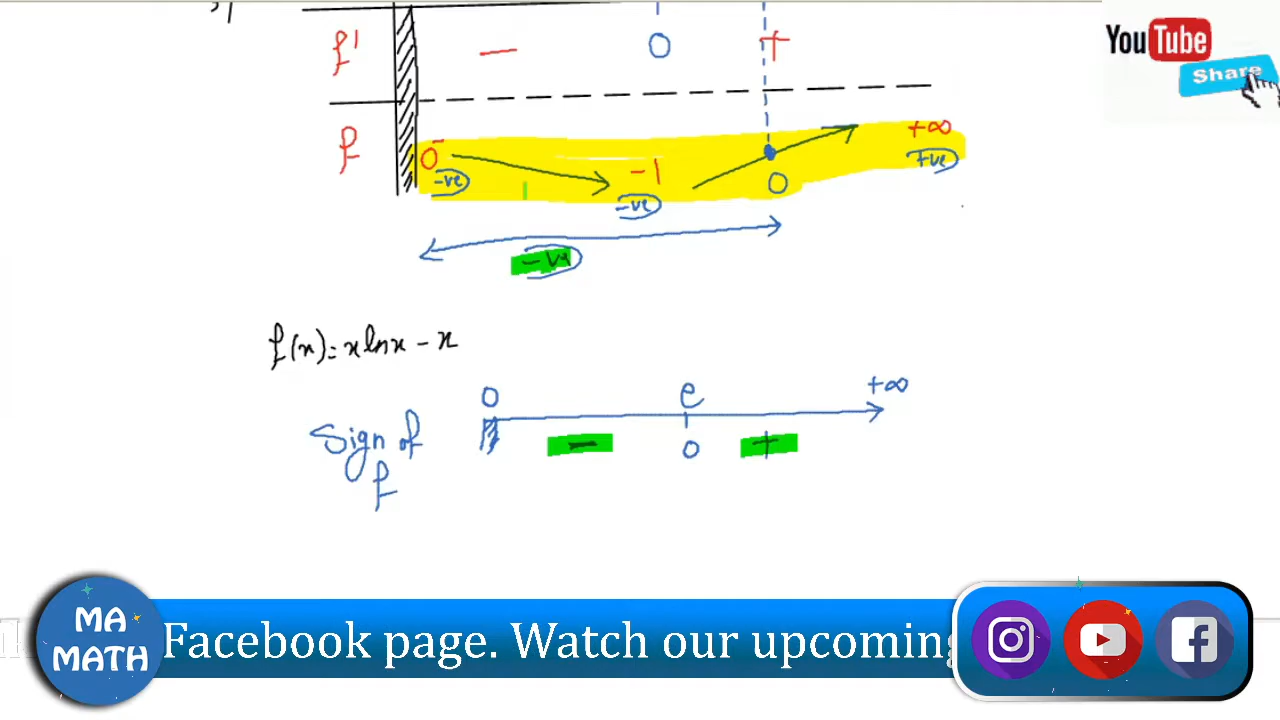 f' − 0 +
YouTube
Share
f 0⁻ -1 0 +∞
-ve -ve +ve
-ve
f(x)=x lnx − x
0 e +∞
Sign of f − 0 +
MA MATH
Facebook page. Watch our upcoming